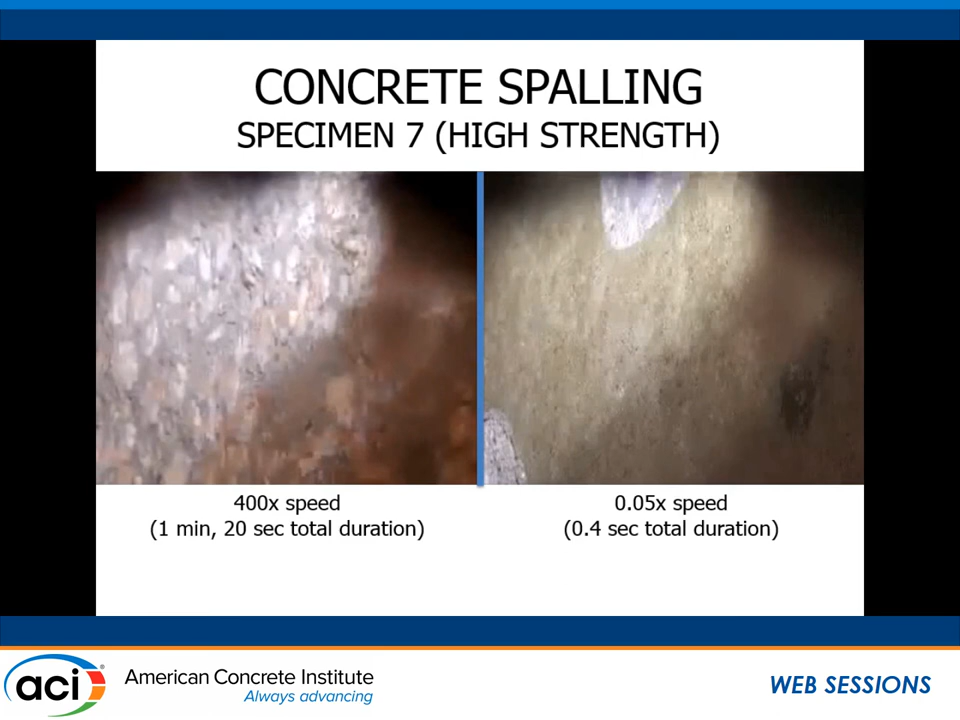 CONCRETE SPALLING
SPECIMEN 7 (HIGH STRENGTH)
400x speed
(1 min, 20 sec total duration)
0.05x speed
(0.4 sec total duration)
aci
American Concrete Institute
Always advancing
WEB SESSIONS